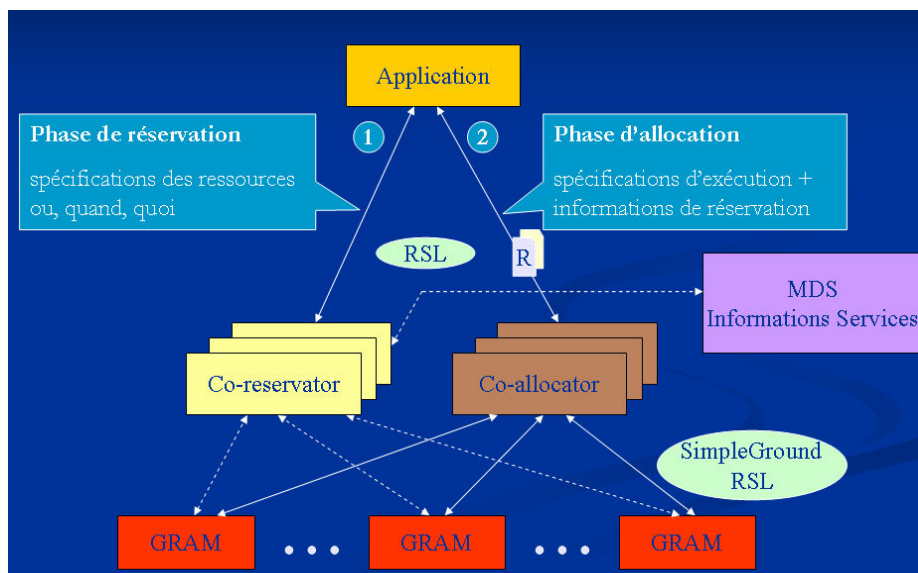 Application
Phase de réservation
spécifications des ressources
ou, quand, quoi
1
2
Phase d'allocation
spécifications d'exécution +
informations de réservation
RSL
R
MDS
Informations Services
Co-reservator
Co-allocator
SimpleGround
RSL
GRAM
GRAM
GRAM